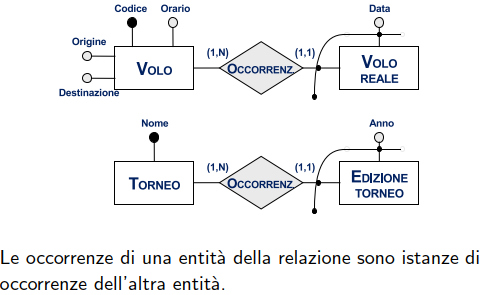 Codice Orario Data
Origine
(1,N) (1,1)
VOLO OCCORRENZ. VOLO REALE
Destinazione
Nome Anno
(1,N) (1,1)
TORNEO OCCORRENZ. EDIZIONE TORNEO
Le occorrenze di una entità della relazione sono istanze di
occorrenze dell'altra entità.